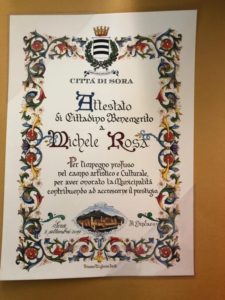 CITTÀ DI SORA
Attestato
di Cittadino Benemerito
a
Michele Rosa
Per l'impegno profuso
nel campo artistico e Culturale,
per aver onorato la Municipalità
contribuendo ad accrescerne il prestigio
Sora
Il Sindaco